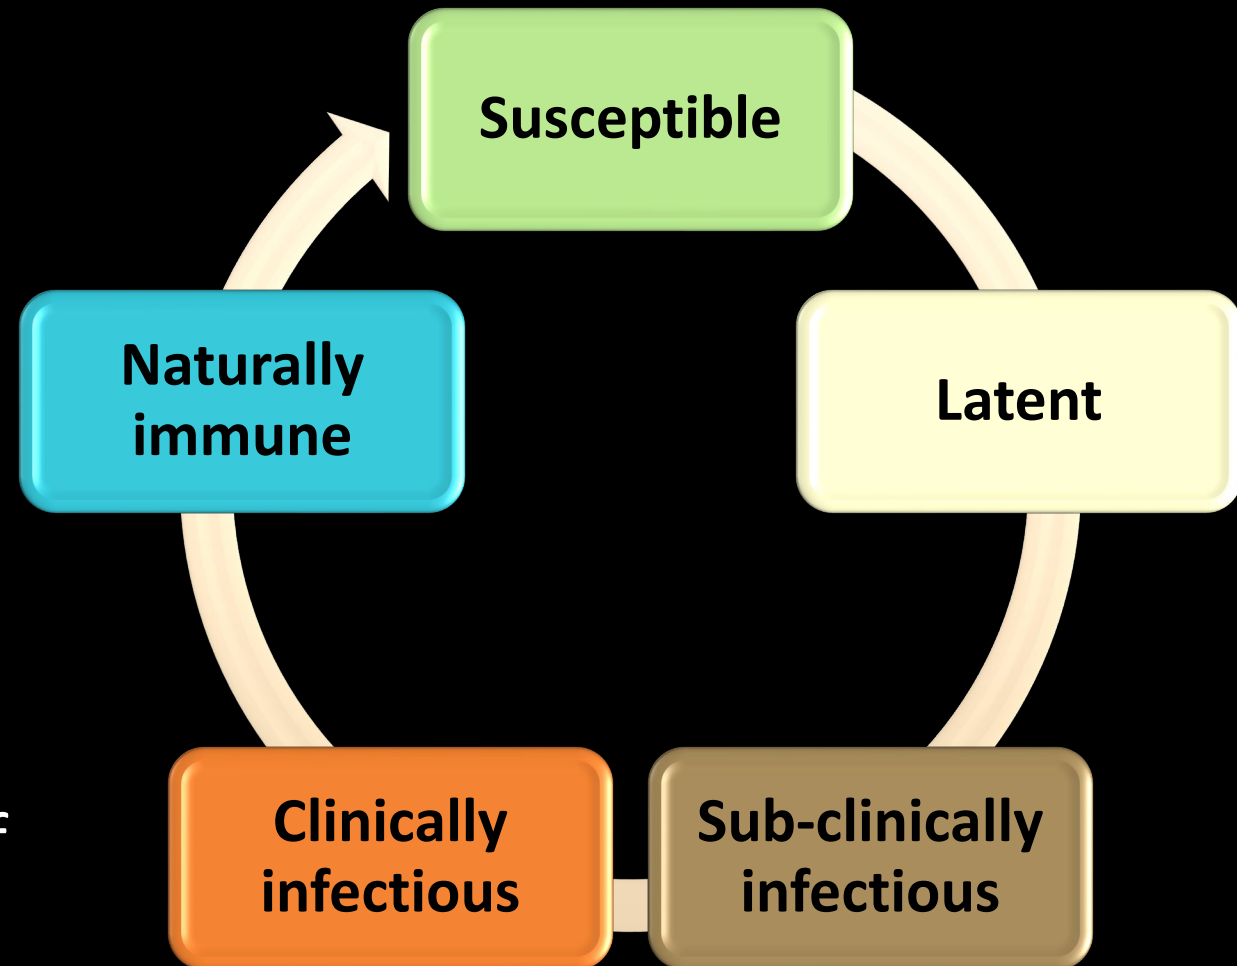 Susceptible
Naturally
immune
Latent
Clinically
infectious
Sub-clinically
infectious